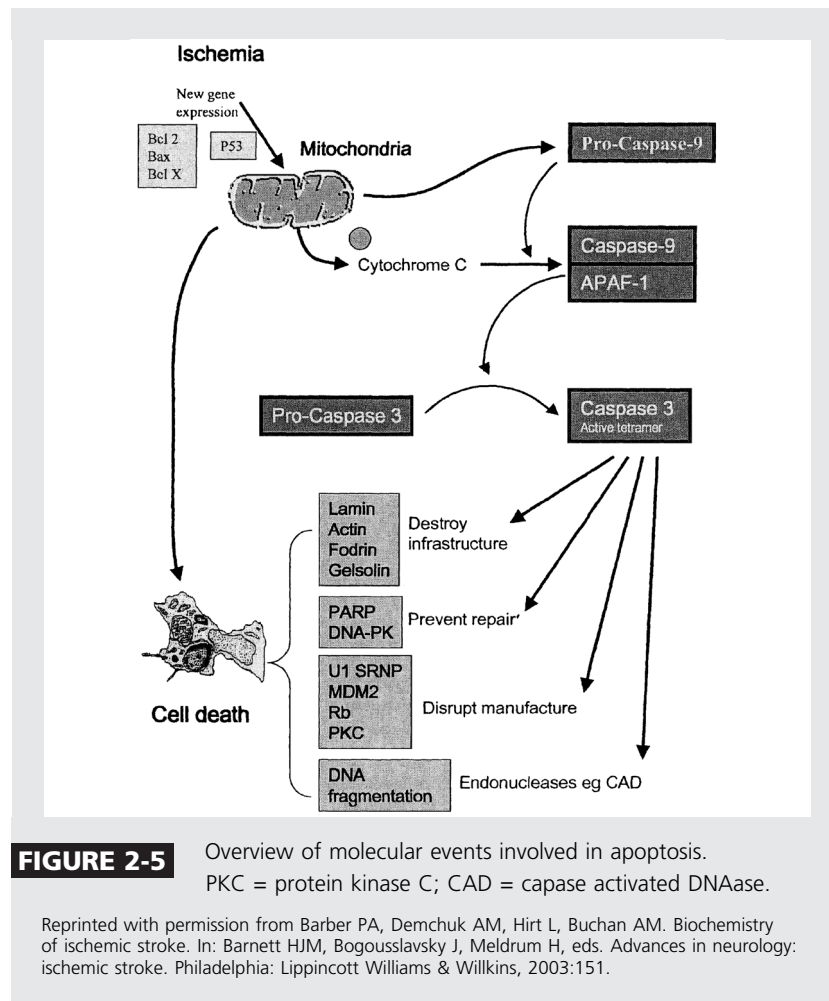 Ischemia
New gene
expression
Bcl 2
Bax
Bcl X
P53
Mitochondria
Pro-Caspase-9
Cytochrome C
Caspase-9
APAF-1
Pro-Caspase 3
Caspase 3
Active tetramer
Lamin
Actin
Fodrin
Gelsolin
Destroy
infrastructure
PARP
DNA-PK
Prevent repair
U1 SRNP
MDM2
Rb
PKC
Disrupt manufacture
Cell death
DNA
fragmentation
Endonucleases eg CAD
FIGURE 2-5
Overview of molecular events involved in apoptosis.
PKC = protein kinase C; CAD = capase activated DNAase.
Reprinted with permission from Barber PA, Demchuk AM, Hirt L, Buchan AM. Biochemistry
of ischemic stroke. In: Barnett HJM, Bogousslavsky J, Meldrum H, eds. Advances in neurology:
ischemic stroke. Philadelphia: Lippincott Williams & Willkins, 2003:151.